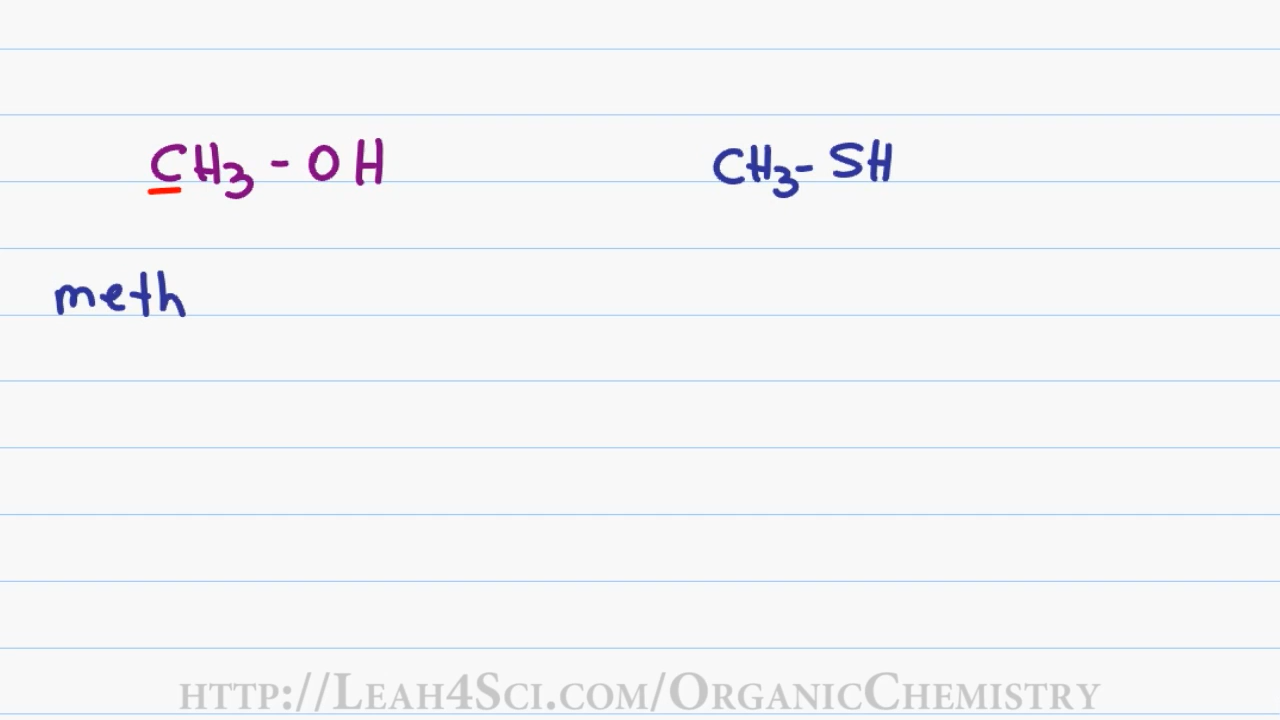 CH₃ - OH
CH₃ - SH
meth
http://Leah4Sci.com/OrganicChemistry